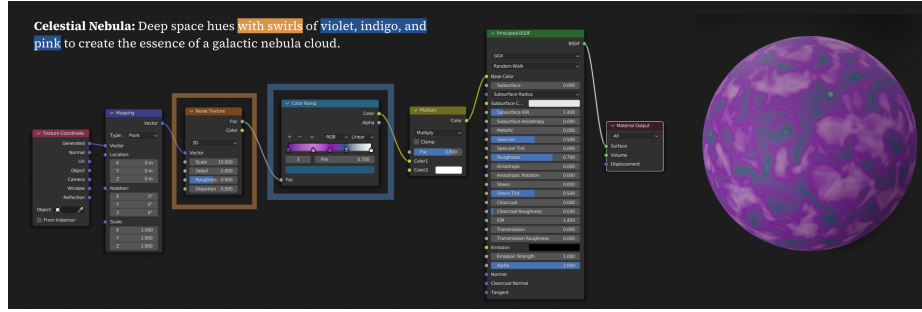 Celestial Nebula: Deep space hues with swirls of violet, indigo, and
pink to create the essence of a galactic nebula cloud.
Texture Coordinate
Generated
Normal
UV
Object
Camera
Window
Reflection
Object:
From Instancer
Mapping
Vector
Type: Point
Vector
Location:
X 0 m
Y 0 m
Z 0 m
Rotation:
X 0°
Y 0°
Z 0°
Scale:
X 1.000
Y 1.000
Z 1.000
Noise Texture
Fac
Color
3D
Vector
Scale 10.000
Detail 2.000
Roughness 0.500
Distortion 0.500
Color Ramp
Color
Alpha
+ − RGB Linear
3 Pos 0.700
Fac
Multiply
Color
Multiply
Clamp
Fac 0.800
Color1
Color2
Principled BSDF
BSDF
GGX
Random Walk
Base Color
Subsurface 0.000
Subsurface Radius
Subsurface C...
Subsurface IOR 1.400
Subsurface Anisotropy 0.000
Metallic 0.000
Specular 0.500
Specular Tint 0.000
Roughness 0.700
Anisotropic 0.000
Anisotropic Rotation 0.000
Sheen 0.000
Sheen Tint 0.500
Clearcoat 0.000
Clearcoat Roughness 0.030
IOR 1.450
Transmission 0.000
Transmission Roughness 0.000
Emission
Emission Strength 1.000
Alpha 1.000
Normal
Clearcoat Normal
Tangent
Material Output
All
Surface
Volume
Displacement